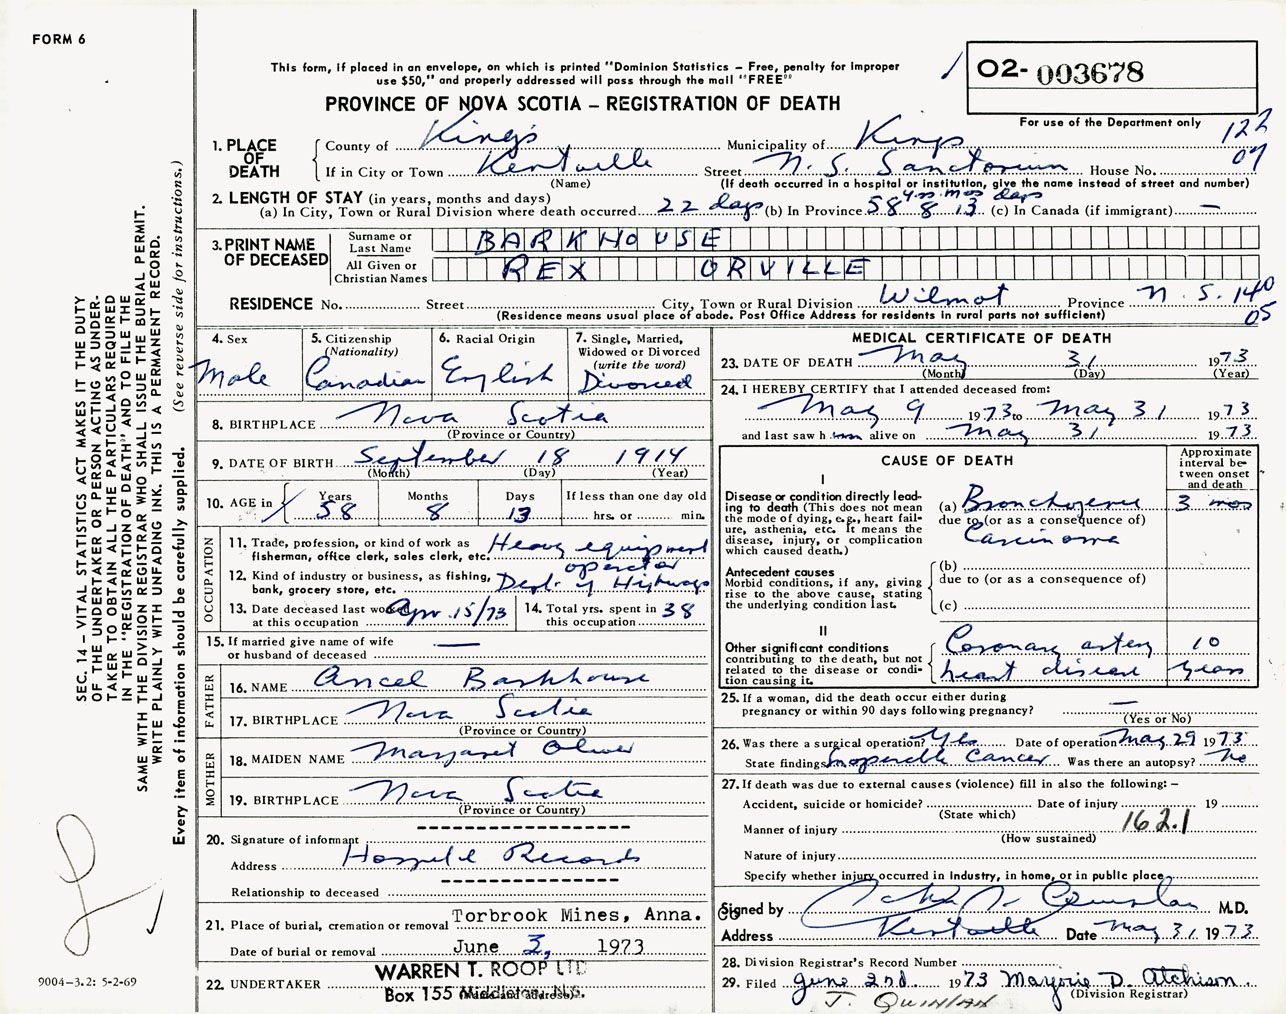 FORM 6
This form, if placed in an envelope, on which is printed "Dominion Statistics – Free, penalty for improper
use $50," and properly addressed will pass through the mail "FREE"
O2- 003678
For use of the Department only
PROVINCE OF NOVA SCOTIA – REGISTRATION OF DEATH
122
07
1. PLACE OF DEATH
County of Kings Municipality of Kings
If in City or Town Kentville Street N. S. Sanctorium House No.
(Name) (If death occurred in a hospital or institution, give the name instead of street and number)
2. LENGTH OF STAY (in years, months and days)
yrs mos days
(a) In City, Town or Rural Division where death occurred 22 days (b) In Province 58 8 13 (c) In Canada (if immigrant) —
3. PRINT NAME OF DECEASED
Surname or Last Name BARKHOUSE
All Given or Christian Names REX ORVILLE
RESIDENCE No. Street City, Town or Rural Division Wilmot Province N. S. 140
05
(Residence means usual place of abode. Post Office Address for residents in rural parts not sufficient)
4. Sex
Male
5. Citizenship
(Nationality)
Canadian
6. Racial Origin
English
7. Single, Married,
Widowed or Divorced
(write the word)
Divorced
8. BIRTHPLACE Nova Scotia
(Province or Country)
9. DATE OF BIRTH September 18 1914
(Month) (Day) (Year)
10. AGE in
Years Months Days If less than one day old
58 8 13 hrs. or min.
OCCUPATION
11. Trade, profession, or kind of work as
fisherman, office clerk, sales clerk, etc. Heavy equipment
operator
12. Kind of industry or business, as fishing,
bank, grocery store, etc. Dept. of Highways
13. Date deceased last worked
at this occupation Apr. 15/73
14. Total yrs. spent in
this occupation 38
15. If married give name of wife
or husband of deceased —
FATHER
16. NAME Ancel Barkhouse
17. BIRTHPLACE Nova Scotia
(Province or Country)
MOTHER
18. MAIDEN NAME Margaret Oliver
19. BIRTHPLACE Nova Scotia
(Province or Country)
20. Signature of informant
Address Hospital Records
Relationship to deceased
21. Place of burial, cremation or removal Torbrook Mines, Anna.
Date of burial or removal June 3, 1973
22. UNDERTAKER WARREN T. ROOP LTD
Box 155 Middleton, N.S.
(Name and address)
MEDICAL CERTIFICATE OF DEATH
23. DATE OF DEATH May 31 1973
(Month) (Day) (Year)
24. I HEREBY CERTIFY that I attended deceased from:
May 9 1973 to May 31 1973
and last saw him alive on May 31 1973
CAUSE OF DEATH
Approximate
interval be-
tween onset
and death
I
Disease or condition directly lead-
ing to death (This does not mean
the mode of dying, e.g., heart fail-
ure, asthenia, etc. It means the
disease, injury, or complication
which caused death.)
(a) Bronchogenic 3 mos
due to (or as a consequence of)
Carcinoma
Antecedent causes
Morbid conditions, if any, giving
rise to the above cause, stating
the underlying condition last.
(b)
due to (or as a consequence of)
(c)
II
Other significant conditions
contributing to the death, but not
related to the disease or condi-
tion causing it.
Coronary artery 10
heart disease years
25. If a woman, did the death occur either during
pregnancy or within 90 days following pregnancy? —
(Yes or No)
26. Was there a surgical operation? Yes Date of operation May 29 1973
State findings Inoperable Cancer Was there an autopsy? No
27. If death was due to external causes (violence) fill in also the following: –
Accident, suicide or homicide? Date of injury 19
(State which)
162.1
Manner of injury
(How sustained)
Nature of injury
Specify whether injury occurred in industry, in home, or in public place
Signed by M.D.
Address Kentville Date May 31 1973
28. Division Registrar's Record Number
29. Filed June 2nd 1973 Marjorie D. Atchison
(Division Registrar)
J. QUINLAN
SEC. 14 – VITAL STATISTICS ACT MAKES IT THE DUTY
OF THE UNDERTAKER OR PERSON ACTING AS UNDER-
TAKER TO OBTAIN ALL THE PARTICULARS REQUIRED
IN THE "REGISTRATION OF DEATH" AND TO FILE THE
SAME WITH THE DIVISION REGISTRAR WHO SHALL ISSUE THE BURIAL PERMIT.
WRITE PLAINLY WITH UNFADING INK. THIS IS A PERMANENT RECORD.
Every item of information should be carefully supplied. (See reverse side for instructions.)
9004-3.2: 5-2-69